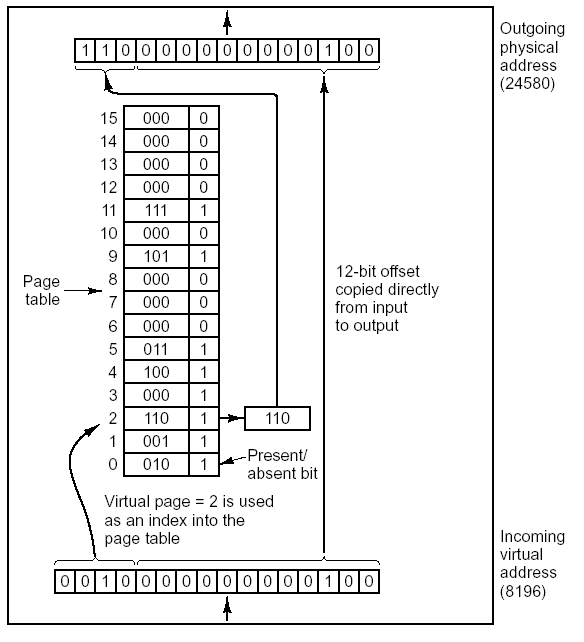 Outgoing
physical
address
(24580)
1 1 0 0 0 0 0 0 0 0 0 0 1 0 0
15 000 0
14 000 0
13 000 0
12 000 0
11 111 1
10 000 0
9 101 1
8 000 0
7 000 0
6 000 0
5 011 1
4 100 1
3 000 1
2 110 1 110
1 001 1
0 010 1
Page
table
12-bit offset
copied directly
from input
to output
Present/
absent bit
Virtual page = 2 is used
as an index into the
page table
0 0 1 0 0 0 0 0 0 0 0 0 0 1 0 0
Incoming
virtual
address
(8196)